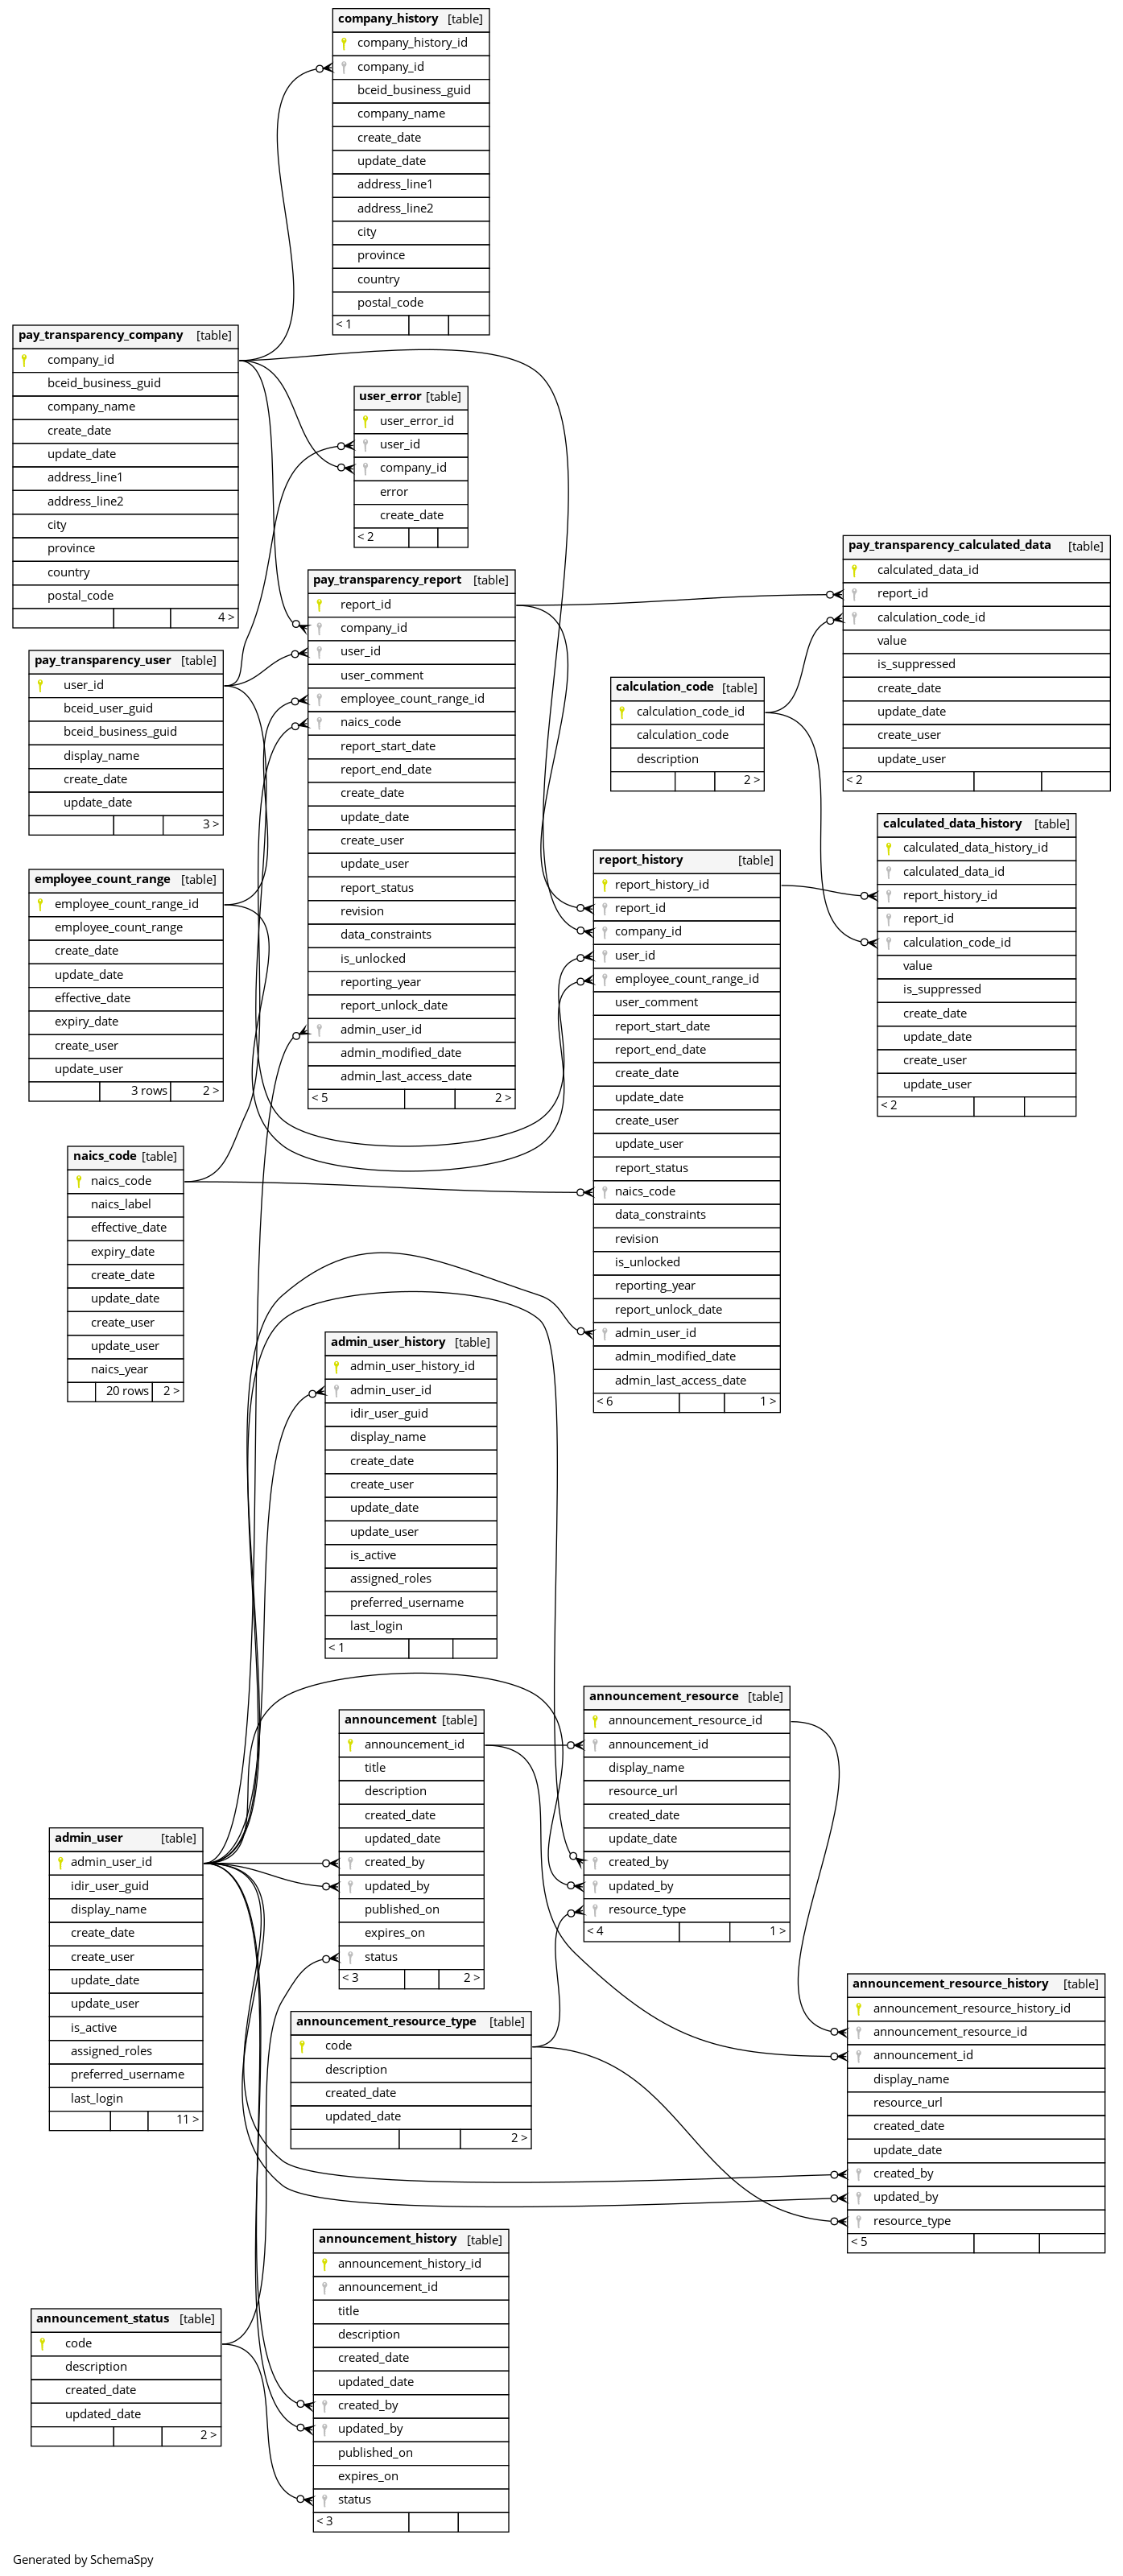 company_history [table]
company_history_id
company_id
bceid_business_guid
company_name
create_date
update_date
address_line1
address_line2
city
province
country
postal_code
< 1
pay_transparency_company [table]
company_id
bceid_business_guid
company_name
create_date
update_date
address_line1
address_line2
city
province
country
postal_code
4 >
user_error [table]
user_error_id
user_id
company_id
error
create_date
< 2
pay_transparency_user [table]
user_id
bceid_user_guid
bceid_business_guid
display_name
create_date
update_date
3 >
pay_transparency_report [table]
report_id
company_id
user_id
user_comment
employee_count_range_id
naics_code
report_start_date
report_end_date
create_date
update_date
create_user
update_user
report_status
revision
data_constraints
is_unlocked
reporting_year
report_unlock_date
admin_user_id
admin_modified_date
admin_last_access_date
< 5 2 >
pay_transparency_calculated_data [table]
calculated_data_id
report_id
calculation_code_id
value
is_suppressed
create_date
update_date
create_user
update_user
< 2
calculation_code [table]
calculation_code_id
calculation_code
description
2 >
calculated_data_history [table]
calculated_data_history_id
calculated_data_id
report_history_id
report_id
calculation_code_id
value
is_suppressed
create_date
update_date
create_user
update_user
< 2
employee_count_range [table]
employee_count_range_id
employee_count_range
create_date
update_date
effective_date
expiry_date
create_user
update_user
3 rows 2 >
report_history [table]
report_history_id
report_id
company_id
user_id
employee_count_range_id
user_comment
report_start_date
report_end_date
create_date
update_date
create_user
update_user
report_status
naics_code
data_constraints
revision
is_unlocked
reporting_year
report_unlock_date
admin_user_id
admin_modified_date
admin_last_access_date
< 6 1 >
naics_code [table]
naics_code
naics_label
effective_date
expiry_date
create_date
update_date
create_user
update_user
naics_year
20 rows 2 >
admin_user_history [table]
admin_user_history_id
admin_user_id
idir_user_guid
display_name
create_date
create_user
update_date
update_user
is_active
assigned_roles
preferred_username
last_login
< 1
announcement [table]
announcement_id
title
description
created_date
updated_date
created_by
updated_by
published_on
expires_on
status
< 3 2 >
announcement_resource [table]
announcement_resource_id
announcement_id
display_name
resource_url
created_date
update_date
created_by
updated_by
resource_type
< 4 1 >
admin_user [table]
admin_user_id
idir_user_guid
display_name
create_date
create_user
update_date
update_user
is_active
assigned_roles
preferred_username
last_login
11 >
announcement_resource_type [table]
code
description
created_date
updated_date
2 >
announcement_resource_history [table]
announcement_resource_history_id
announcement_resource_id
announcement_id
display_name
resource_url
created_date
update_date
created_by
updated_by
resource_type
< 5
announcement_history [table]
announcement_history_id
announcement_id
title
description
created_date
updated_date
created_by
updated_by
published_on
expires_on
status
< 3
announcement_status [table]
code
description
created_date
updated_date
2 >
Generated by SchemaSpy